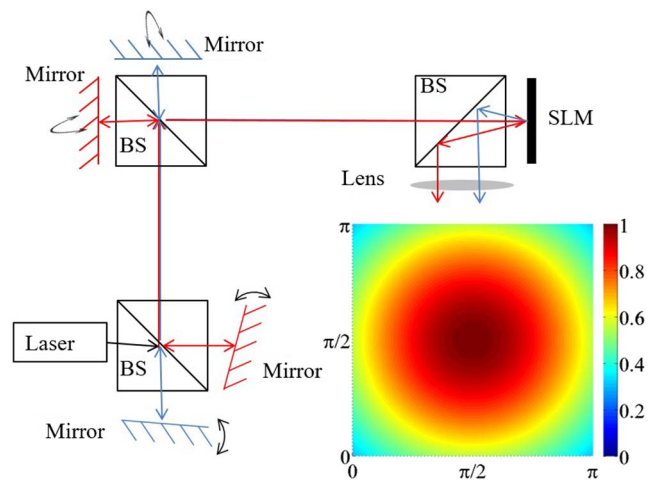 Mirror
Mirror
BS
BS
SLM
Lens
Laser
BS
Mirror
Mirror
π
π/2
0
0
π/2
π
1
0.8
0.6
0.4
0.2
0